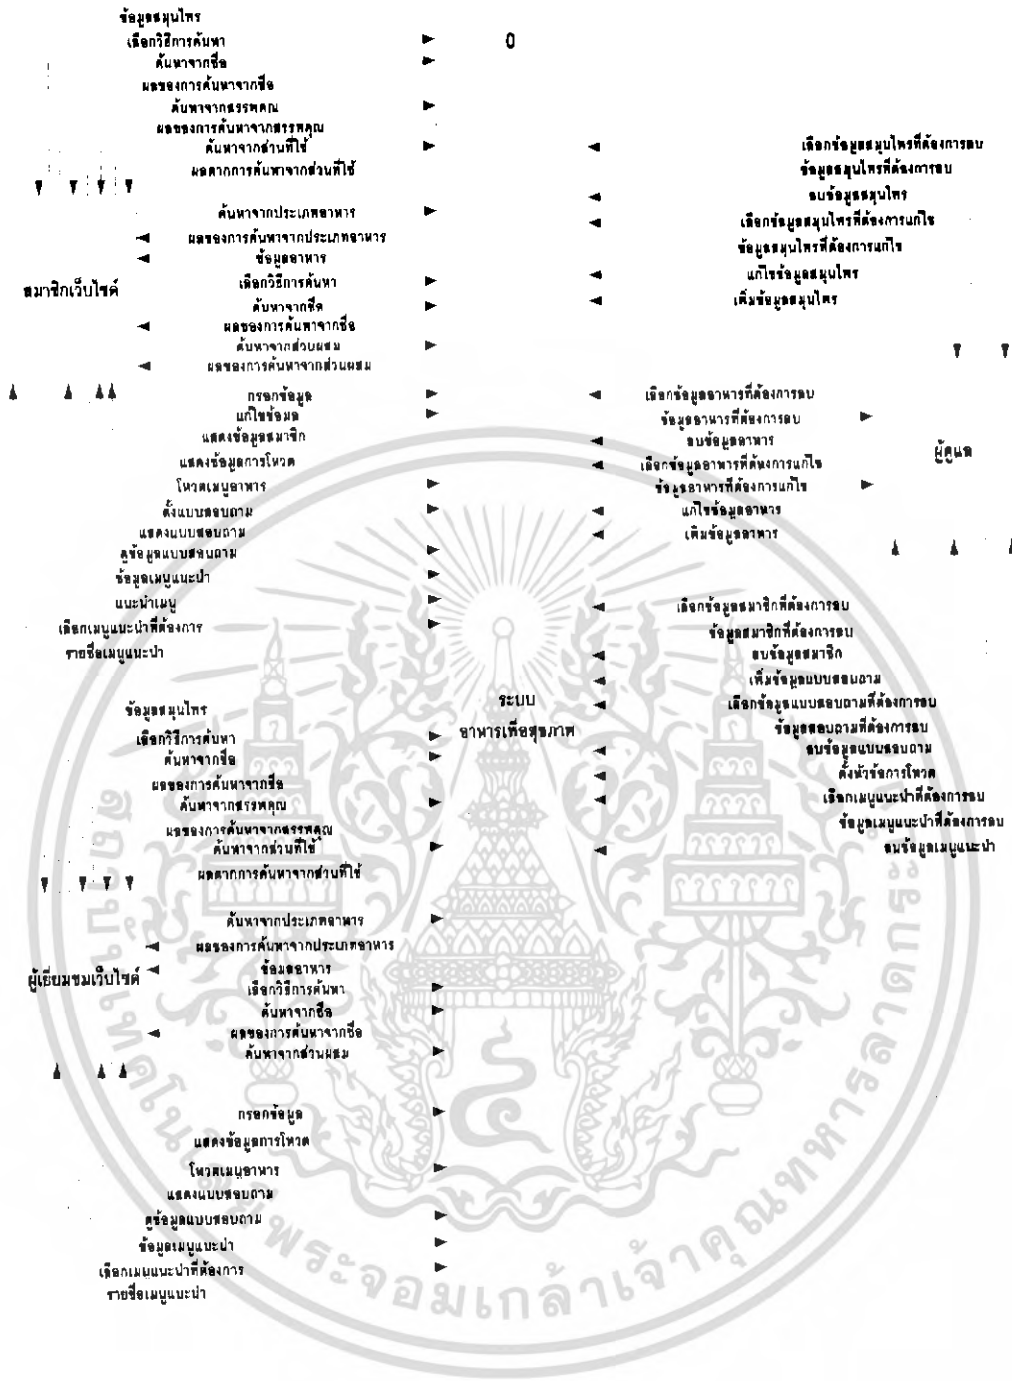 ข้อมูลสมุนไพร
เลือกวิธีการค้นหา
0
ค้นหาจากชื่อ
ผลของการค้นหาจากชื่อ
ค้นหาจากสรรพคุณ
ผลของการค้นหาจากสรรพคุณ
ค้นหาจากส่วนที่ใช้
ผลจากการค้นหาจากส่วนที่ใช้
ค้นหาจากประเภทอาหาร
ผลของการค้นหาจากประเภทอาหาร
ข้อมูลอาหาร
สมาชิกเว็บไซต์
เลือกวิธีการค้นหา
ค้นหาจากชื่อ
ผลของการค้นหาจากชื่อ
ค้นหาจากส่วนผสม
ผลของการค้นหาจากส่วนผสม
กรอกข้อมูล
แก้ไขข้อมูล
แสดงข้อมูลสมาชิก
แสดงข้อมูลการโหวต
โหวตเมนูอาหาร
ตั้งแบบสอบถาม
แสดงแบบสอบถาม
ดูข้อมูลแบบสอบถาม
ข้อมูลเมนูแนะนำ
แนะนำเมนู
เลือกเมนูแนะนำที่ต้องการ
รายชื่อเมนูแนะนำ
เลือกข้อมูลสมุนไพรที่ต้องการลบ
ข้อมูลสมุนไพรที่ต้องการลบ
ลบข้อมูลสมุนไพร
เลือกข้อมูลสมุนไพรที่ต้องการแก้ไข
ข้อมูลสมุนไพรที่ต้องการแก้ไข
แก้ไขข้อมูลสมุนไพร
เพิ่มข้อมูลสมุนไพร
เลือกข้อมูลอาหารที่ต้องการลบ
ข้อมูลอาหารที่ต้องการลบ
ลบข้อมูลอาหาร
ผู้ดูแล
เลือกข้อมูลอาหารที่ต้องการแก้ไข
ข้อมูลอาหารที่ต้องการแก้ไข
แก้ไขข้อมูลอาหาร
เพิ่มข้อมูลอาหาร
เลือกข้อมูลสมาชิกที่ต้องการลบ
ข้อมูลสมาชิกที่ต้องการลบ
ลบข้อมูลสมาชิก
เพิ่มข้อมูลแบบสอบถาม
เลือกข้อมูลแบบสอบถามที่ต้องการลบ
ข้อมูลสอบถามที่ต้องการลบ
ลบข้อมูลแบบสอบถาม
ตั้งหัวข้อการโหวต
เลือกเมนูแนะนำที่ต้องการลบ
ข้อมูลเมนูแนะนำที่ต้องการลบ
ลบข้อมูลเมนูแนะนำ
ระบบ
อาหารเพื่อสุขภาพ
ข้อมูลสมุนไพร
เลือกวิธีการค้นหา
ค้นหาจากชื่อ
ผลของการค้นหาจากชื่อ
ค้นหาจากสรรพคุณ
ผลของการค้นหาจากสรรพคุณ
ค้นหาจากส่วนที่ใช้
ผลจากการค้นหาจากส่วนที่ใช้
ค้นหาจากประเภทอาหาร
ผลของการค้นหาจากประเภทอาหาร
ข้อมูลอาหาร
ผู้เยี่ยมชมเว็บไซต์
เลือกวิธีการค้นหา
ค้นหาจากชื่อ
ผลของการค้นหาจากชื่อ
ค้นหาจากส่วนผสม
กรอกข้อมูล
แสดงข้อมูลการโหวต
โหวตเมนูอาหาร
แสดงแบบสอบถาม
ดูข้อมูลแบบสอบถาม
ข้อมูลเมนูแนะนำ
เลือกเมนูแนะนำที่ต้องการ
รายชื่อเมนูแนะนำ
สถาบันเทคโนโลยีพระจอมเกล้าเจ้าคุณทหารลาดกระบัง